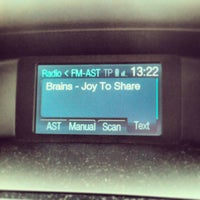 Radio < FM-AST TP 13:22
Brains - Joy To Share
AST Manual Scan Text